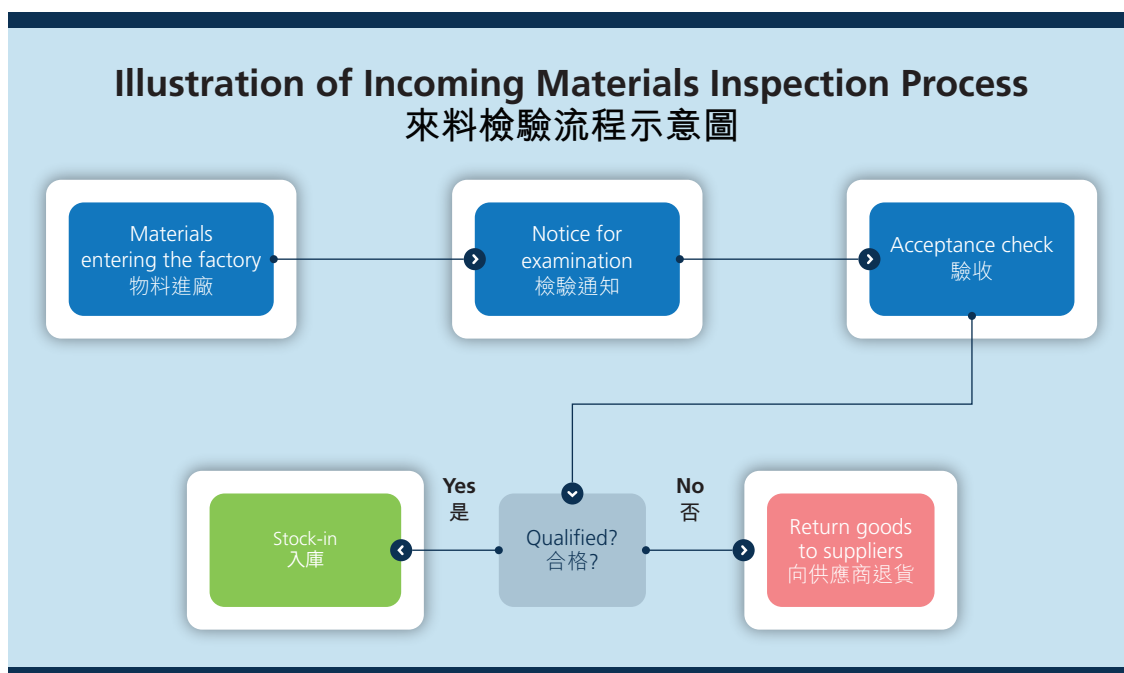 Illustration of Incoming Materials Inspection Process
來料檢驗流程示意圖
Materials
entering the factory
物料進廠
Notice for
examination
檢驗通知
Acceptance check
驗收
Yes
是
No
否
Stock-in
入庫
Qualified?
合格?
Return goods
to suppliers
向供應商退貨